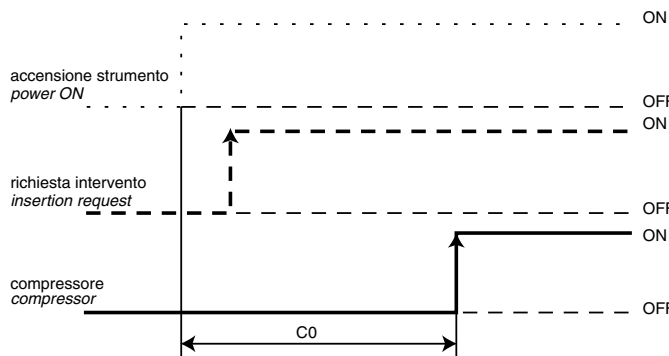 ON
accensione strumento
power ON
OFF
ON
richiesta intervento
insertion request
OFF
ON
compressore
compressor
OFF
C0